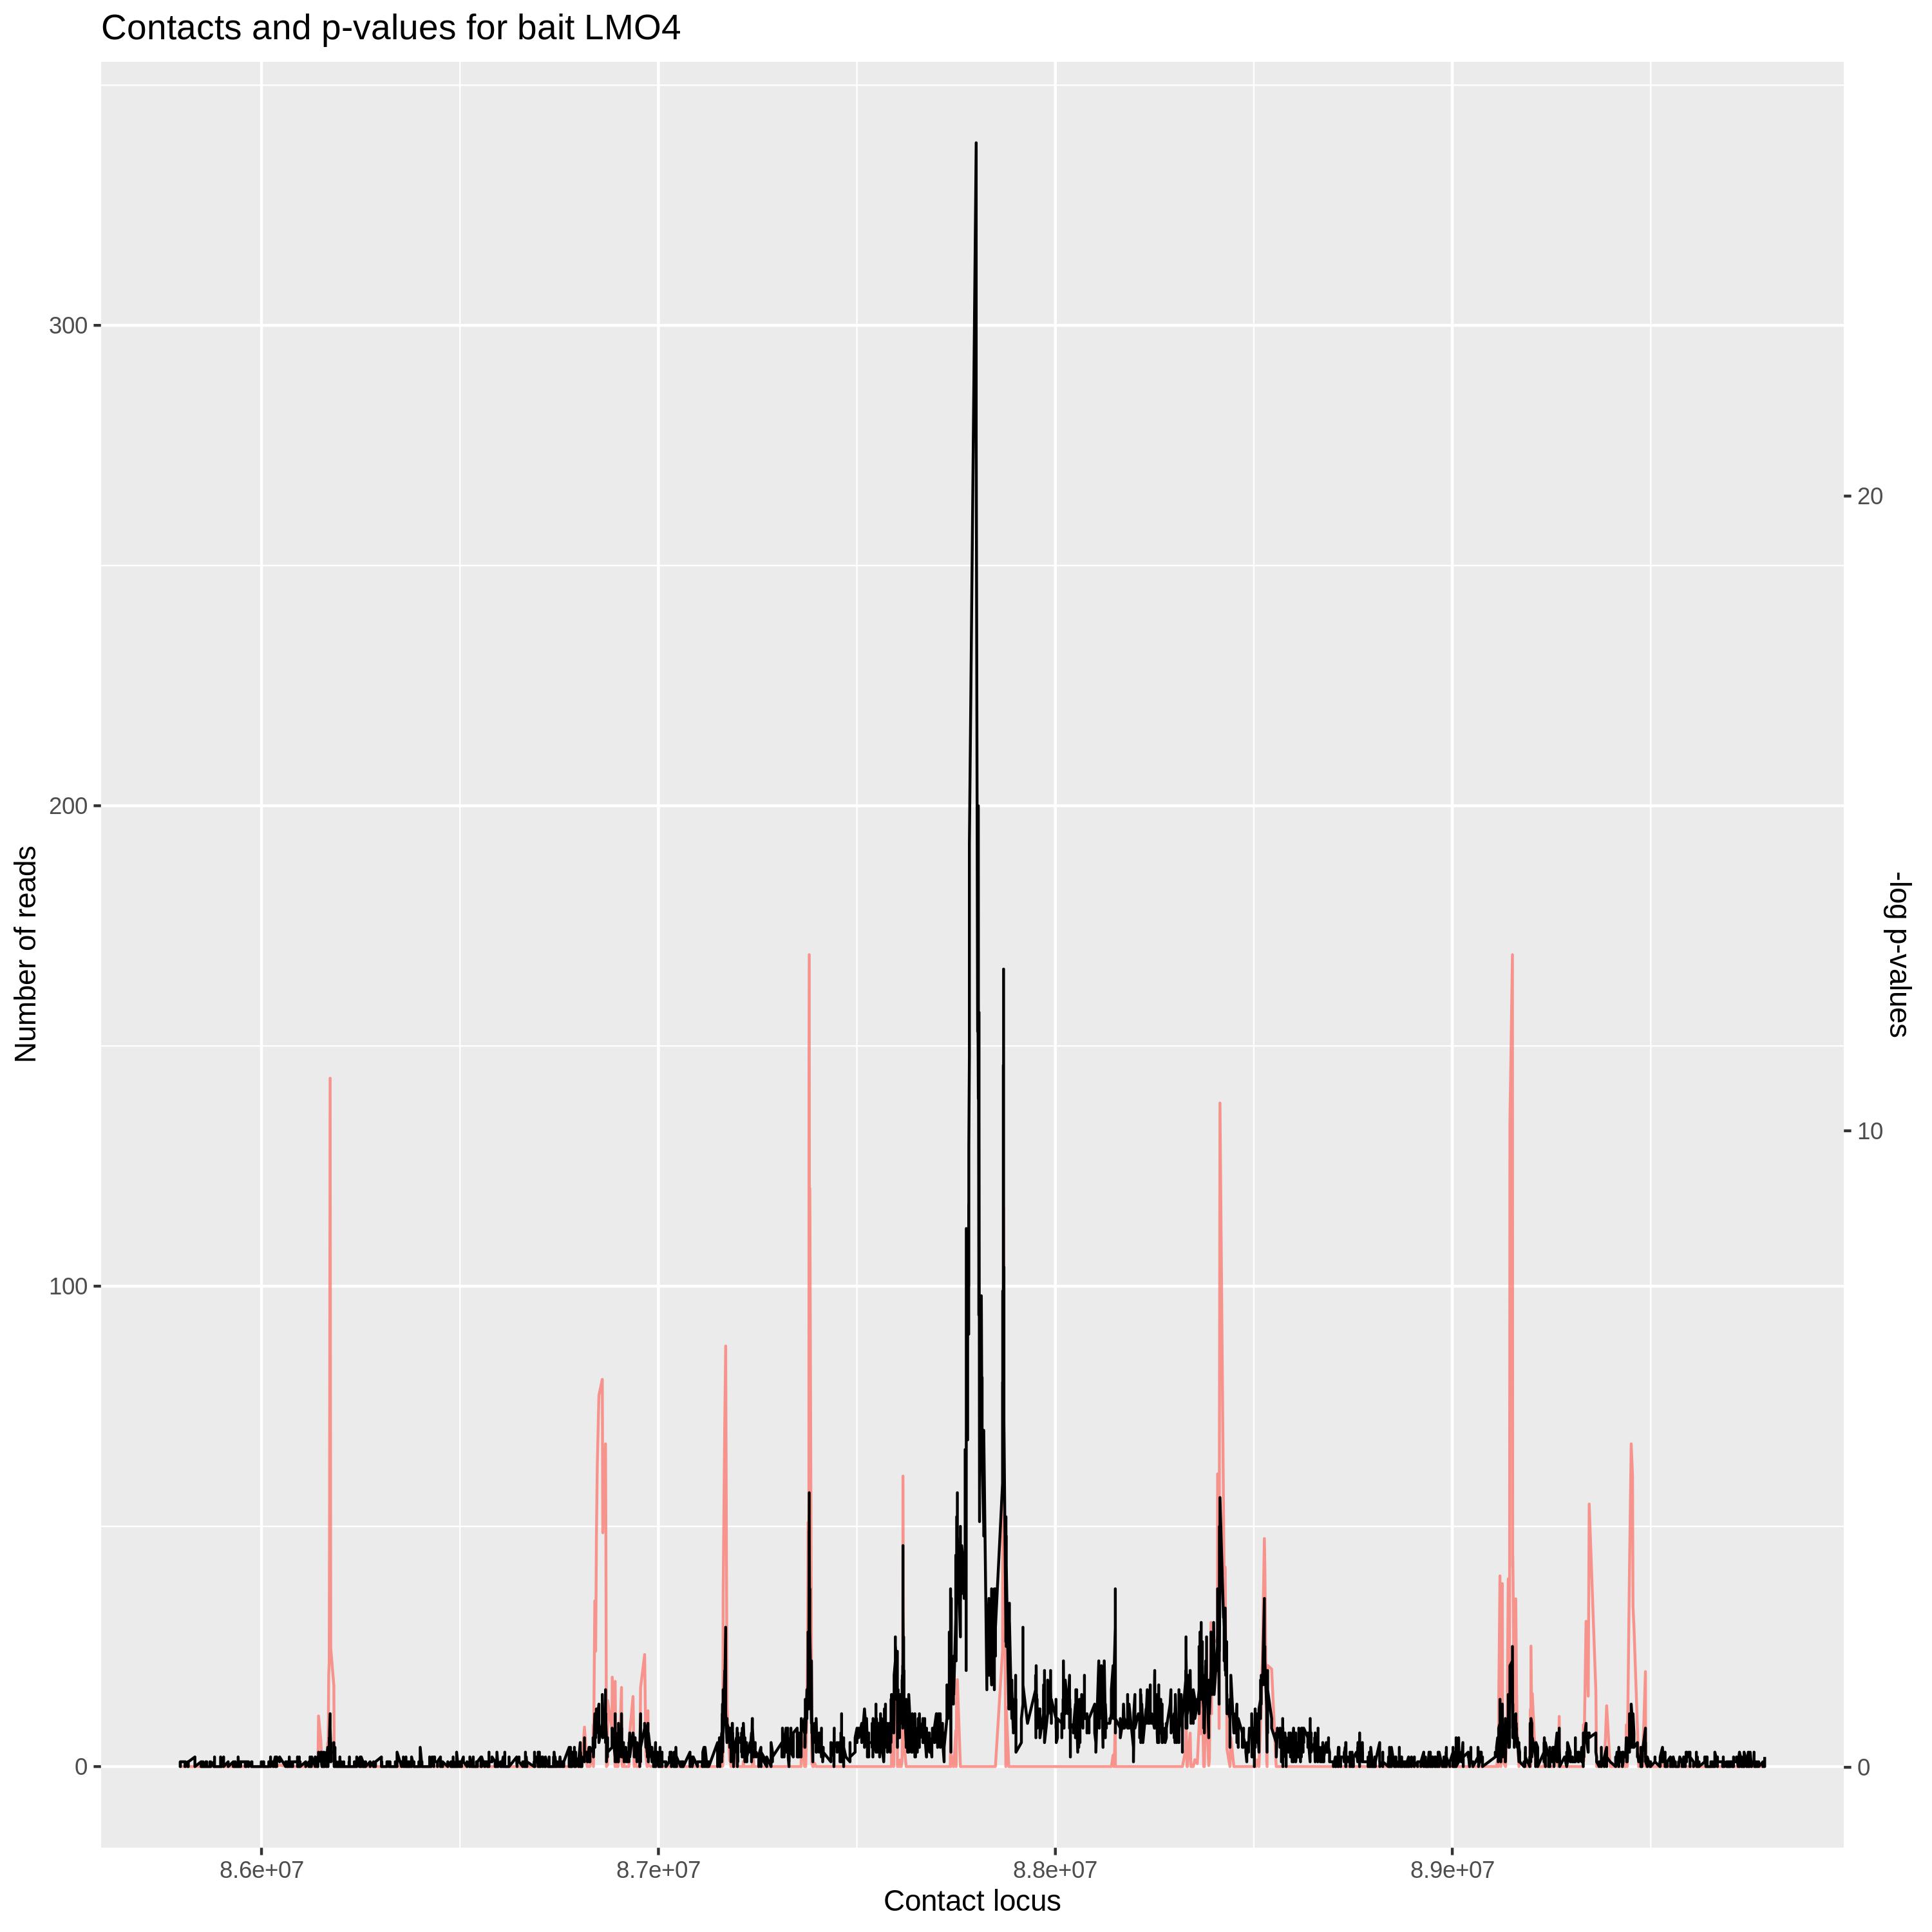 Contacts and p-values for bait LMO4
Number of reads
300
200
100
0
20
10
0
-log p-values
8.6e+07
8.7e+07
8.8e+07
8.9e+07
Contact locus